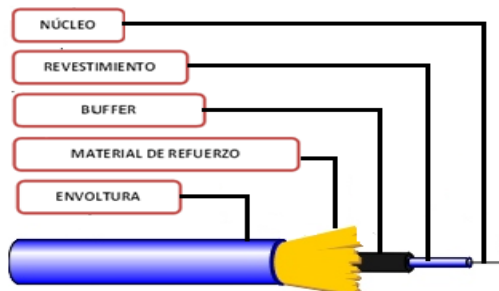 NÚCLEO
REVESTIMIENTO
BUFFER
MATERIAL DE REFUERZO
ENVOLTURA